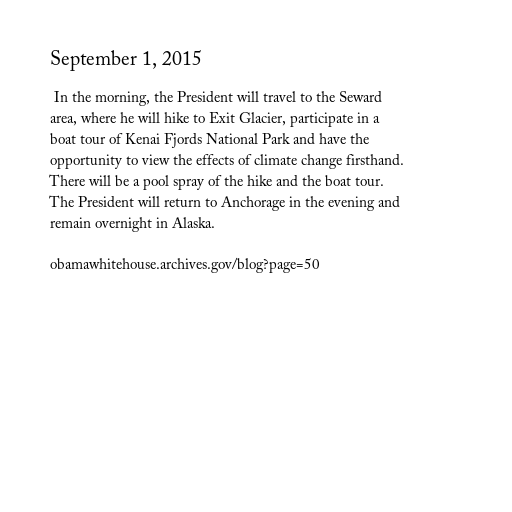 September 1, 2015
In the morning, the President will travel to the Seward
area, where he will hike to Exit Glacier, participate in a
boat tour of Kenai Fjords National Park and have the
opportunity to view the effects of climate change firsthand.
There will be a pool spray of the hike and the boat tour.
The President will return to Anchorage in the evening and
remain overnight in Alaska.
obamawhitehouse.archives.gov/blog?page=50